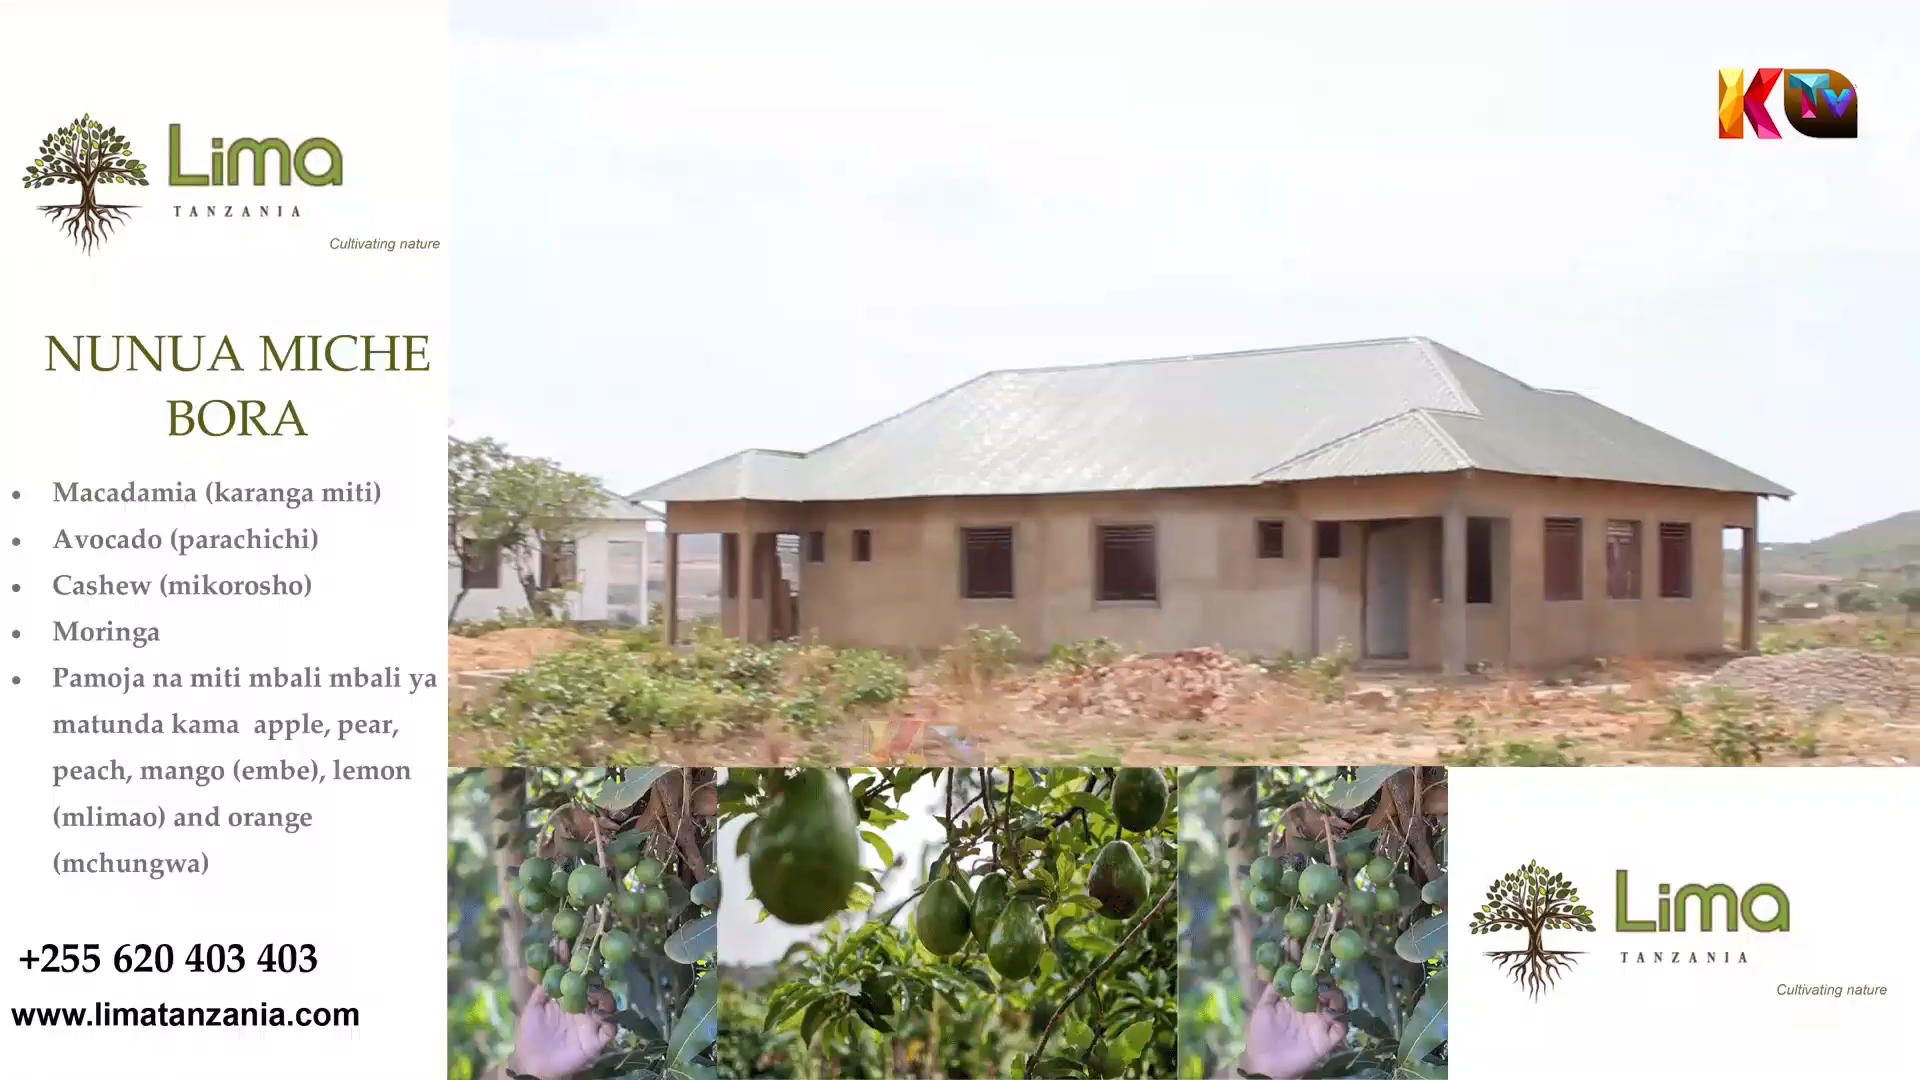 Lima
TANZANIA
Cultivating nature
NUNUA MICHE
BORA
• Macadamia (karanga miti)
• Avocado (parachichi)
• Cashew (mikorosho)
• Moringa
• Pamoja na miti mbali mbali ya
matunda kama apple, pear,
peach, mango (embe), lemon
(mlimao) and orange
(mchungwa)
+255 620 403 403
www.limatanzania.com
KTv
Lima
TANZANIA
Cultivating nature